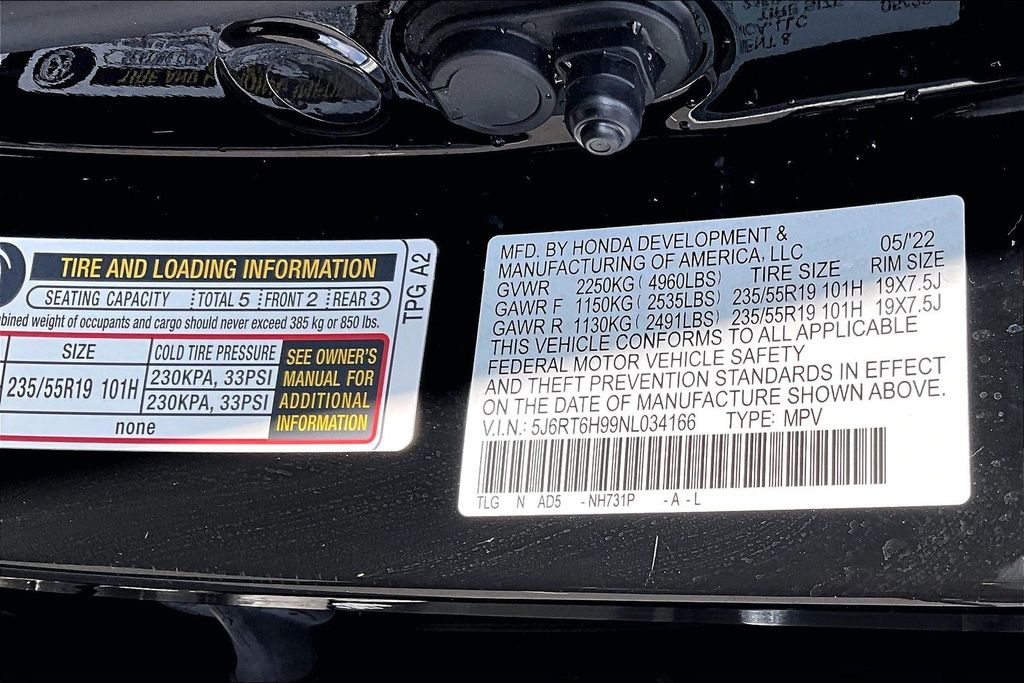 TIRE AND LOADING INFORMATION
SEATING CAPACITY TOTAL 5 FRONT 2 REAR 3
weight of occupants and cargo should never exceed 385 kg or 850 lbs.
SIZE COLD TIRE PRESSURE
235/55R19 101H 230KPA, 33PSI
230KPA, 33PSI
none
SEE OWNER'S
MANUAL FOR
ADDITIONAL
INFORMATION
TPG A2
MFD. BY HONDA DEVELOPMENT &
MANUFACTURING OF AMERICA, LLC 05/'22
GVWR 2250KG( 4960LBS) TIRE SIZE RIM SIZE
GAWR F 1150KG( 2535LBS) 235/55R19 101H 19X7.5J
GAWR R 1130KG( 2491LBS) 235/55R19 101H 19X7.5J
THIS VEHICLE CONFORMS TO ALL APPLICABLE
FEDERAL MOTOR VEHICLE SAFETY
AND THEFT PREVENTION STANDARDS IN EFFECT
ON THE DATE OF MANUFACTURE SHOWN ABOVE.
V.I.N.: 5J6RT6H99NL034166 TYPE: MPV
TLG N AD5 -NH731P -A-L